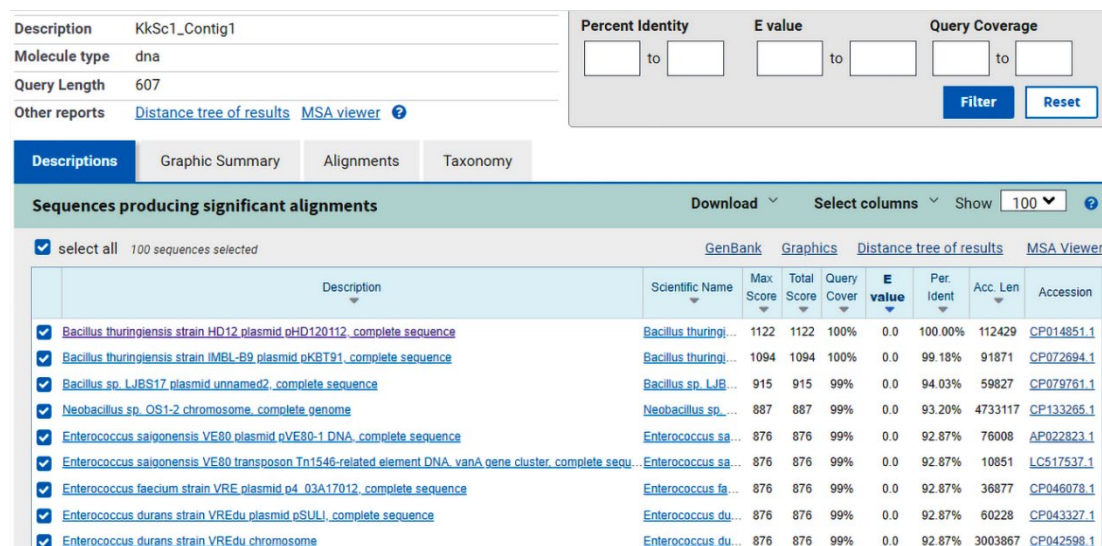 Description KkSc1_Contig1
Molecule type dna
Query Length 607
Other reports Distance tree of results MSA viewer ?
Percent Identity E value Query Coverage
to to to
Filter Reset
Descriptions Graphic Summary Alignments Taxonomy
Sequences producing significant alignments Download Select columns Show 100 ?
select all 100 sequences selected GenBank Graphics Distance tree of results MSA Viewer
Description Scientific Name Max Score Total Score Query Cover E value Per. Ident Acc. Len Accession
Bacillus thuringiensis strain HD12 plasmid pHD120112, complete sequence Bacillus thuringi... 1122 1122 100% 0.0 100.00% 112429 CP014851.1
Bacillus thuringiensis strain IMBL-B9 plasmid pKBT91, complete sequence Bacillus thuringi... 1094 1094 100% 0.0 99.18% 91871 CP072694.1
Bacillus sp. LJBS17 plasmid unnamed2, complete sequence Bacillus sp. LJB... 915 915 99% 0.0 94.03% 59827 CP079761.1
Neobacillus sp. OS1-2 chromosome, complete genome Neobacillus sp. ... 887 887 99% 0.0 93.20% 4733117 CP133265.1
Enterococcus saigonensis VE80 plasmid pVE80-1 DNA, complete sequence Enterococcus sa... 876 876 99% 0.0 92.87% 76008 AP022823.1
Enterococcus saigonensis VE80 transposon Tn1546-related element DNA, vanA gene cluster, complete sequ... Enterococcus sa... 876 876 99% 0.0 92.87% 10851 LC517537.1
Enterococcus faecium strain VRE plasmid p4_03A17012, complete sequence Enterococcus fa... 876 876 99% 0.0 92.87% 36877 CP046078.1
Enterococcus durans strain VREdu plasmid pSULI, complete sequence Enterococcus du... 876 876 99% 0.0 92.87% 60228 CP043327.1
Enterococcus durans strain VREdu chromosome Enterococcus du... 876 876 99% 0.0 92.87% 3003867 CP042598.1